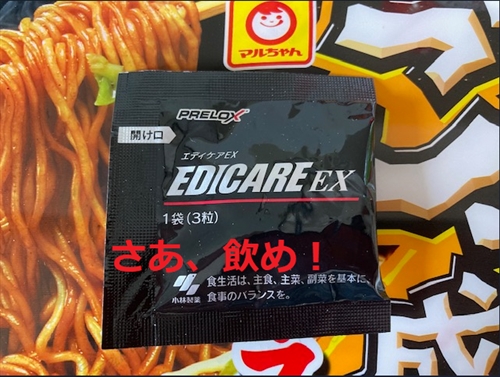 マルちゃん
PRELOX
開け口
エディケアEX
EDICARE EX
1袋(3粒)
さあ、飲め！
小林製薬
食生活は、主食、主菜、副菜を基本に、
食事のバランスを。